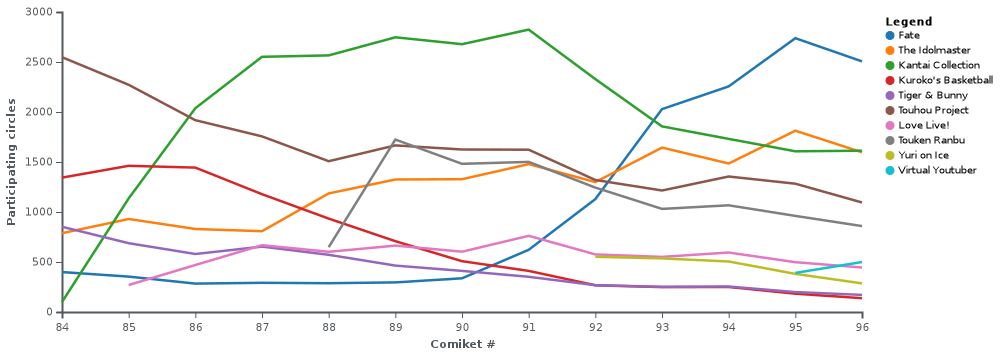 3000
2500
2000
1500
1000
500
0
Participating circles
84 85 86 87 88 89 90 91 92 93 94 95 96
Comiket #
Legend
Fate
The Idolmaster
Kantai Collection
Kuroko's Basketball
Tiger & Bunny
Touhou Project
Love Live!
Touken Ranbu
Yuri on Ice
Virtual Youtuber